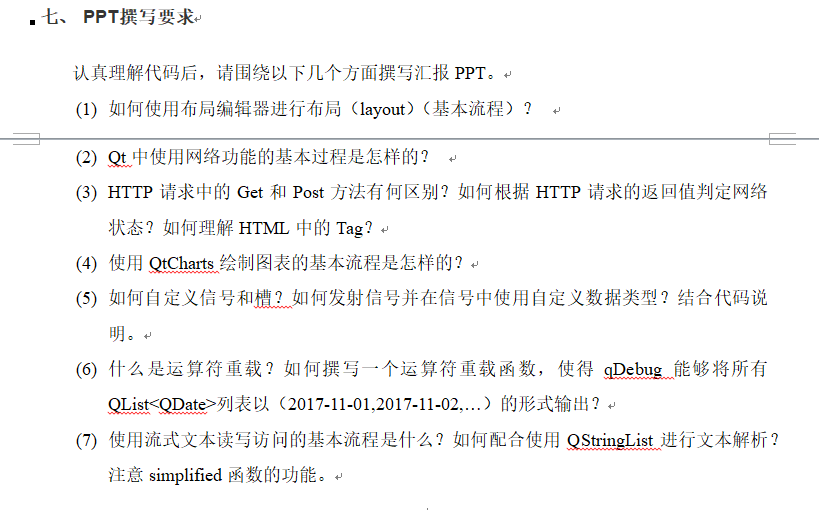 七、 PPT撰写要求
认真理解代码后，请围绕以下几个方面撰写汇报 PPT。
(1) 如何使用布局编辑器进行布局（layout）（基本流程）？
(2) Qt 中使用网络功能的基本过程是怎样的？
(3) HTTP 请求中的 Get 和 Post 方法有何区别？如何根据 HTTP 请求的返回值判定网络
状态？如何理解 HTML 中的 Tag？
(4) 使用 QtCharts 绘制图表的基本流程是怎样的？
(5) 如何自定义信号和槽？如何发射信号并在信号中使用自定义数据类型？结合代码说
明。
(6) 什么是运算符重载？如何撰写一个运算符重载函数，使得 qDebug 能够将所有
QList<QDate>列表以（2017-11-01,2017-11-02,…）的形式输出？
(7) 使用流式文本读写访问的基本流程是什么？如何配合使用 QStringList 进行文本解析？
注意 simplified 函数的功能。